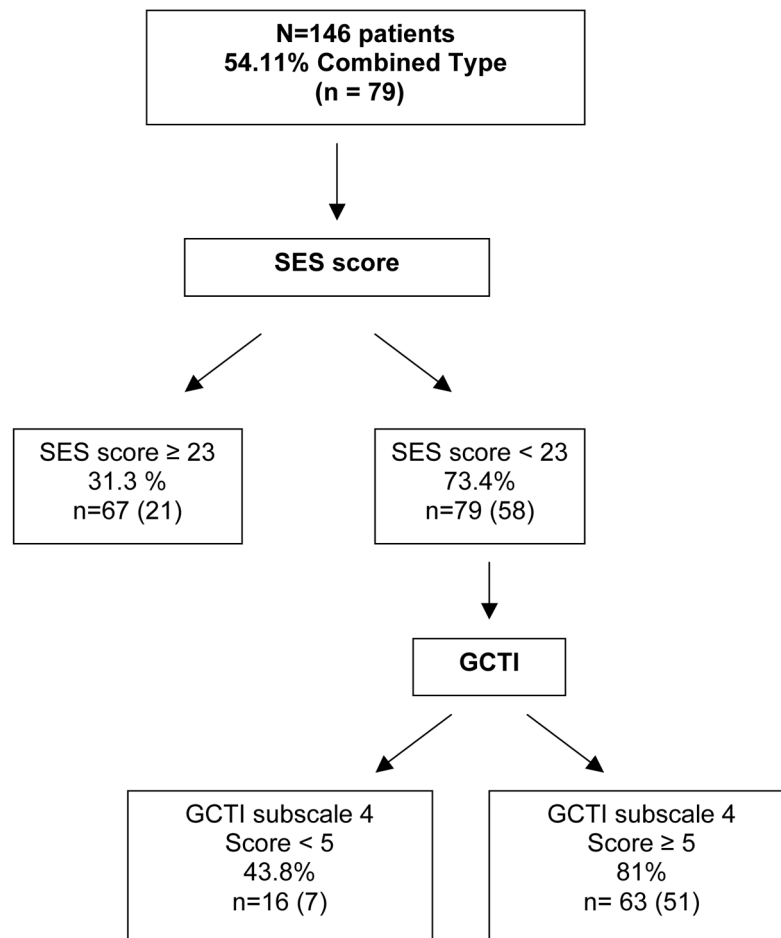 N=146 patients
54.11% Combined Type
(n = 79)
SES score
SES score ≥ 23
31.3 %
n=67 (21)
SES score < 23
73.4%
n=79 (58)
GCTI
GCTI subscale 4
Score < 5
43.8%
n=16 (7)
GCTI subscale 4
Score ≥ 5
81%
n= 63 (51)